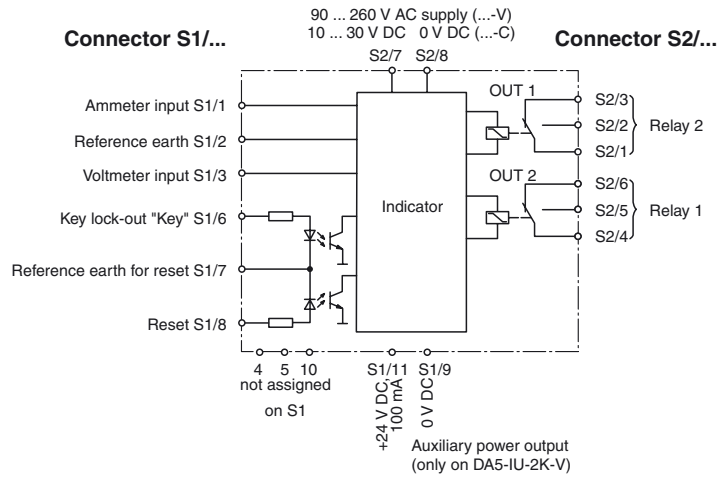 90 ... 260 V AC supply (...-V)
10 ... 30 V DC 0 V DC (...-C)
Connector S1/...
Connector S2/...
S2/7 S2/8
Ammeter input S1/1
Reference earth S1/2
Voltmeter input S1/3
Key lock-out "Key" S1/6
Reference earth for reset S1/7
Reset S1/8
Indicator
OUT 1
S2/3
S2/2
S2/1
Relay 2
OUT 2
S2/6
S2/5
S2/4
Relay 1
4 5 10
not assigned
on S1
S1/11 S1/9
+24 V DC,
100 mA
0 V DC
Auxiliary power output
(only on DA5-IU-2K-V)